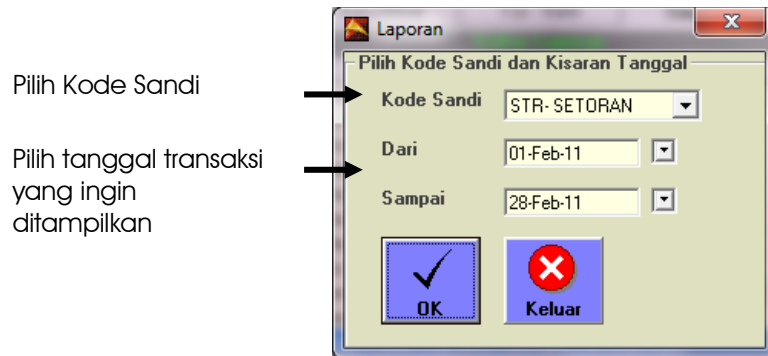 Laporan
Pilih Kode Sandi dan Kisaran Tanggal
Pilih Kode Sandi
Kode Sandi
STR- SETORAN
Pilih tanggal transaksi
yang ingin
ditampilkan
Dari
01-Feb-11
Sampai
28-Feb-11
OK
Keluar